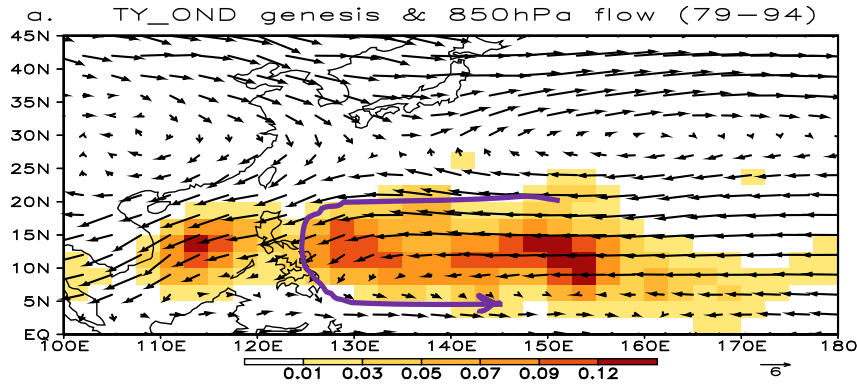 a. TY_OND genesis & 850hPa flow (79-94)
45N
40N
35N
30N
25N
20N
15N
10N
5N
EQ
100E 110E 120E 130E 140E 150E 160E 170E 180
0.01 0.03 0.05 0.07 0.09 0.12
6